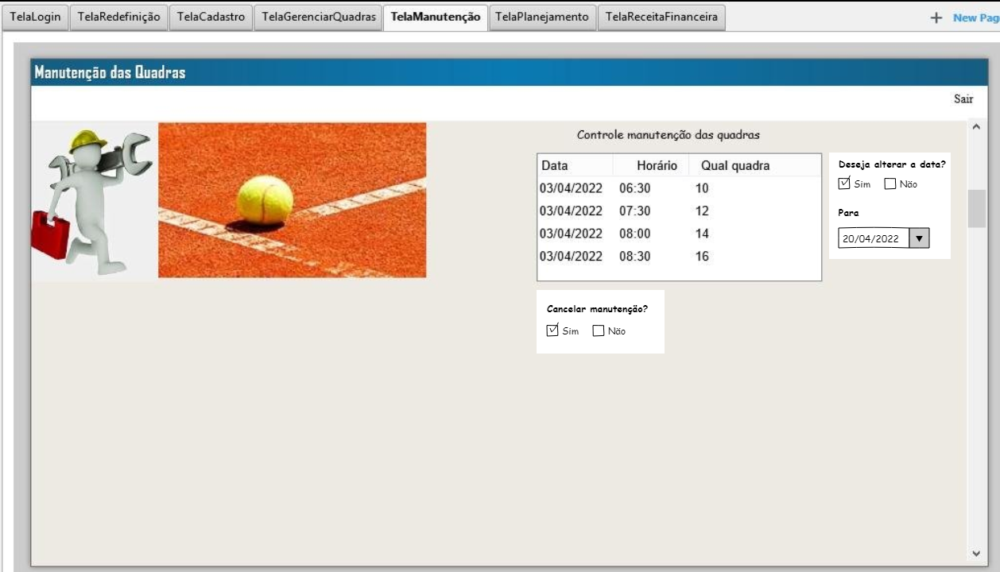 TelaLogin TelaRedefinição TelaCadastro TelaGerenciarQuadras TelaManutenção TelaPlanejamento TelaReceitaFinanceira + New Pag
Manutenção das Quadras
Sair
Controle manutenção das quadras
Data Horário Qual quadra
03/04/2022 06:30 10
03/04/2022 07:30 12
03/04/2022 08:00 14
03/04/2022 08:30 16
Deseja alterar a data?
Sim Não
Para
20/04/2022
Cancelar manutenção?
Sim Não